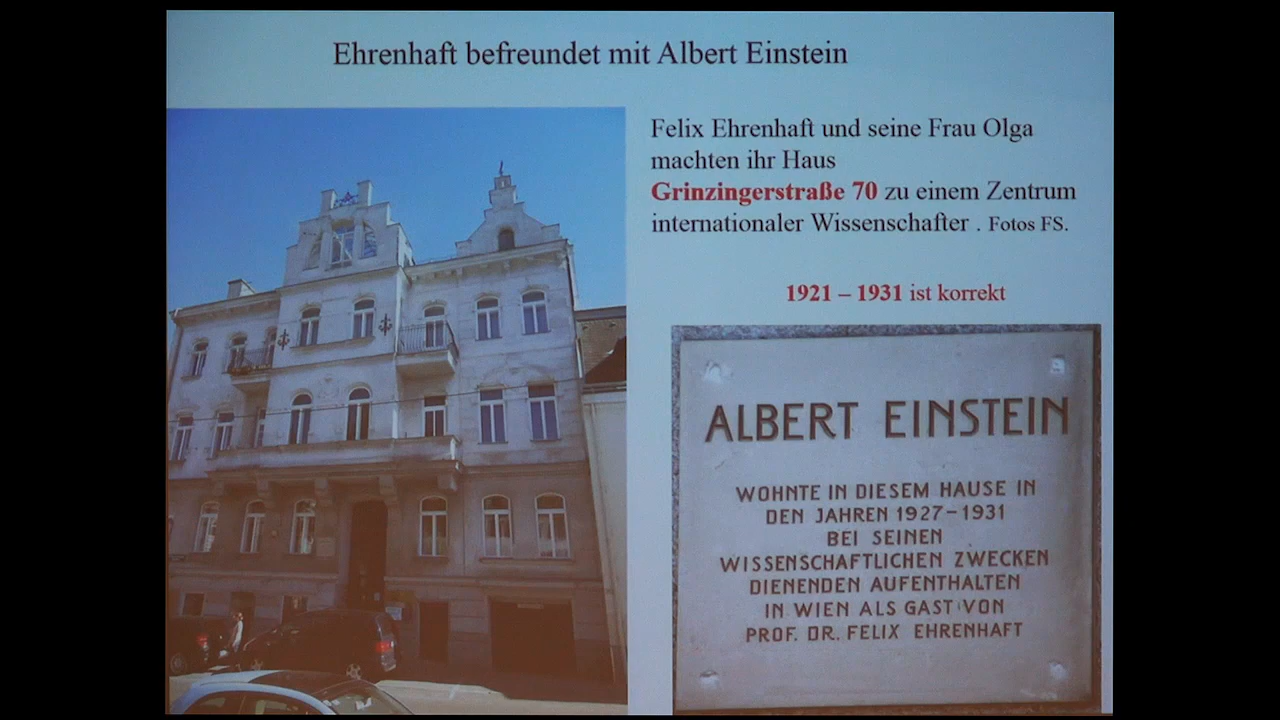 Ehrenhaft befreundet mit Albert Einstein
Felix Ehrenhaft und seine Frau Olga
machten ihr Haus
Grinzingerstraße 70 zu einem Zentrum
internationaler Wissenschafter . Fotos FS.
1921 – 1931 ist korrekt
ALBERT EINSTEIN
WOHNTE IN DIESEM HAUSE IN
DEN JAHREN 1927–1931
BEI SEINEN
WISSENSCHAFTLICHEN ZWECKEN
DIENENDEN AUFENTHALTEN
IN WIEN ALS GAST VON
PROF. DR. FELIX EHRENHAFT